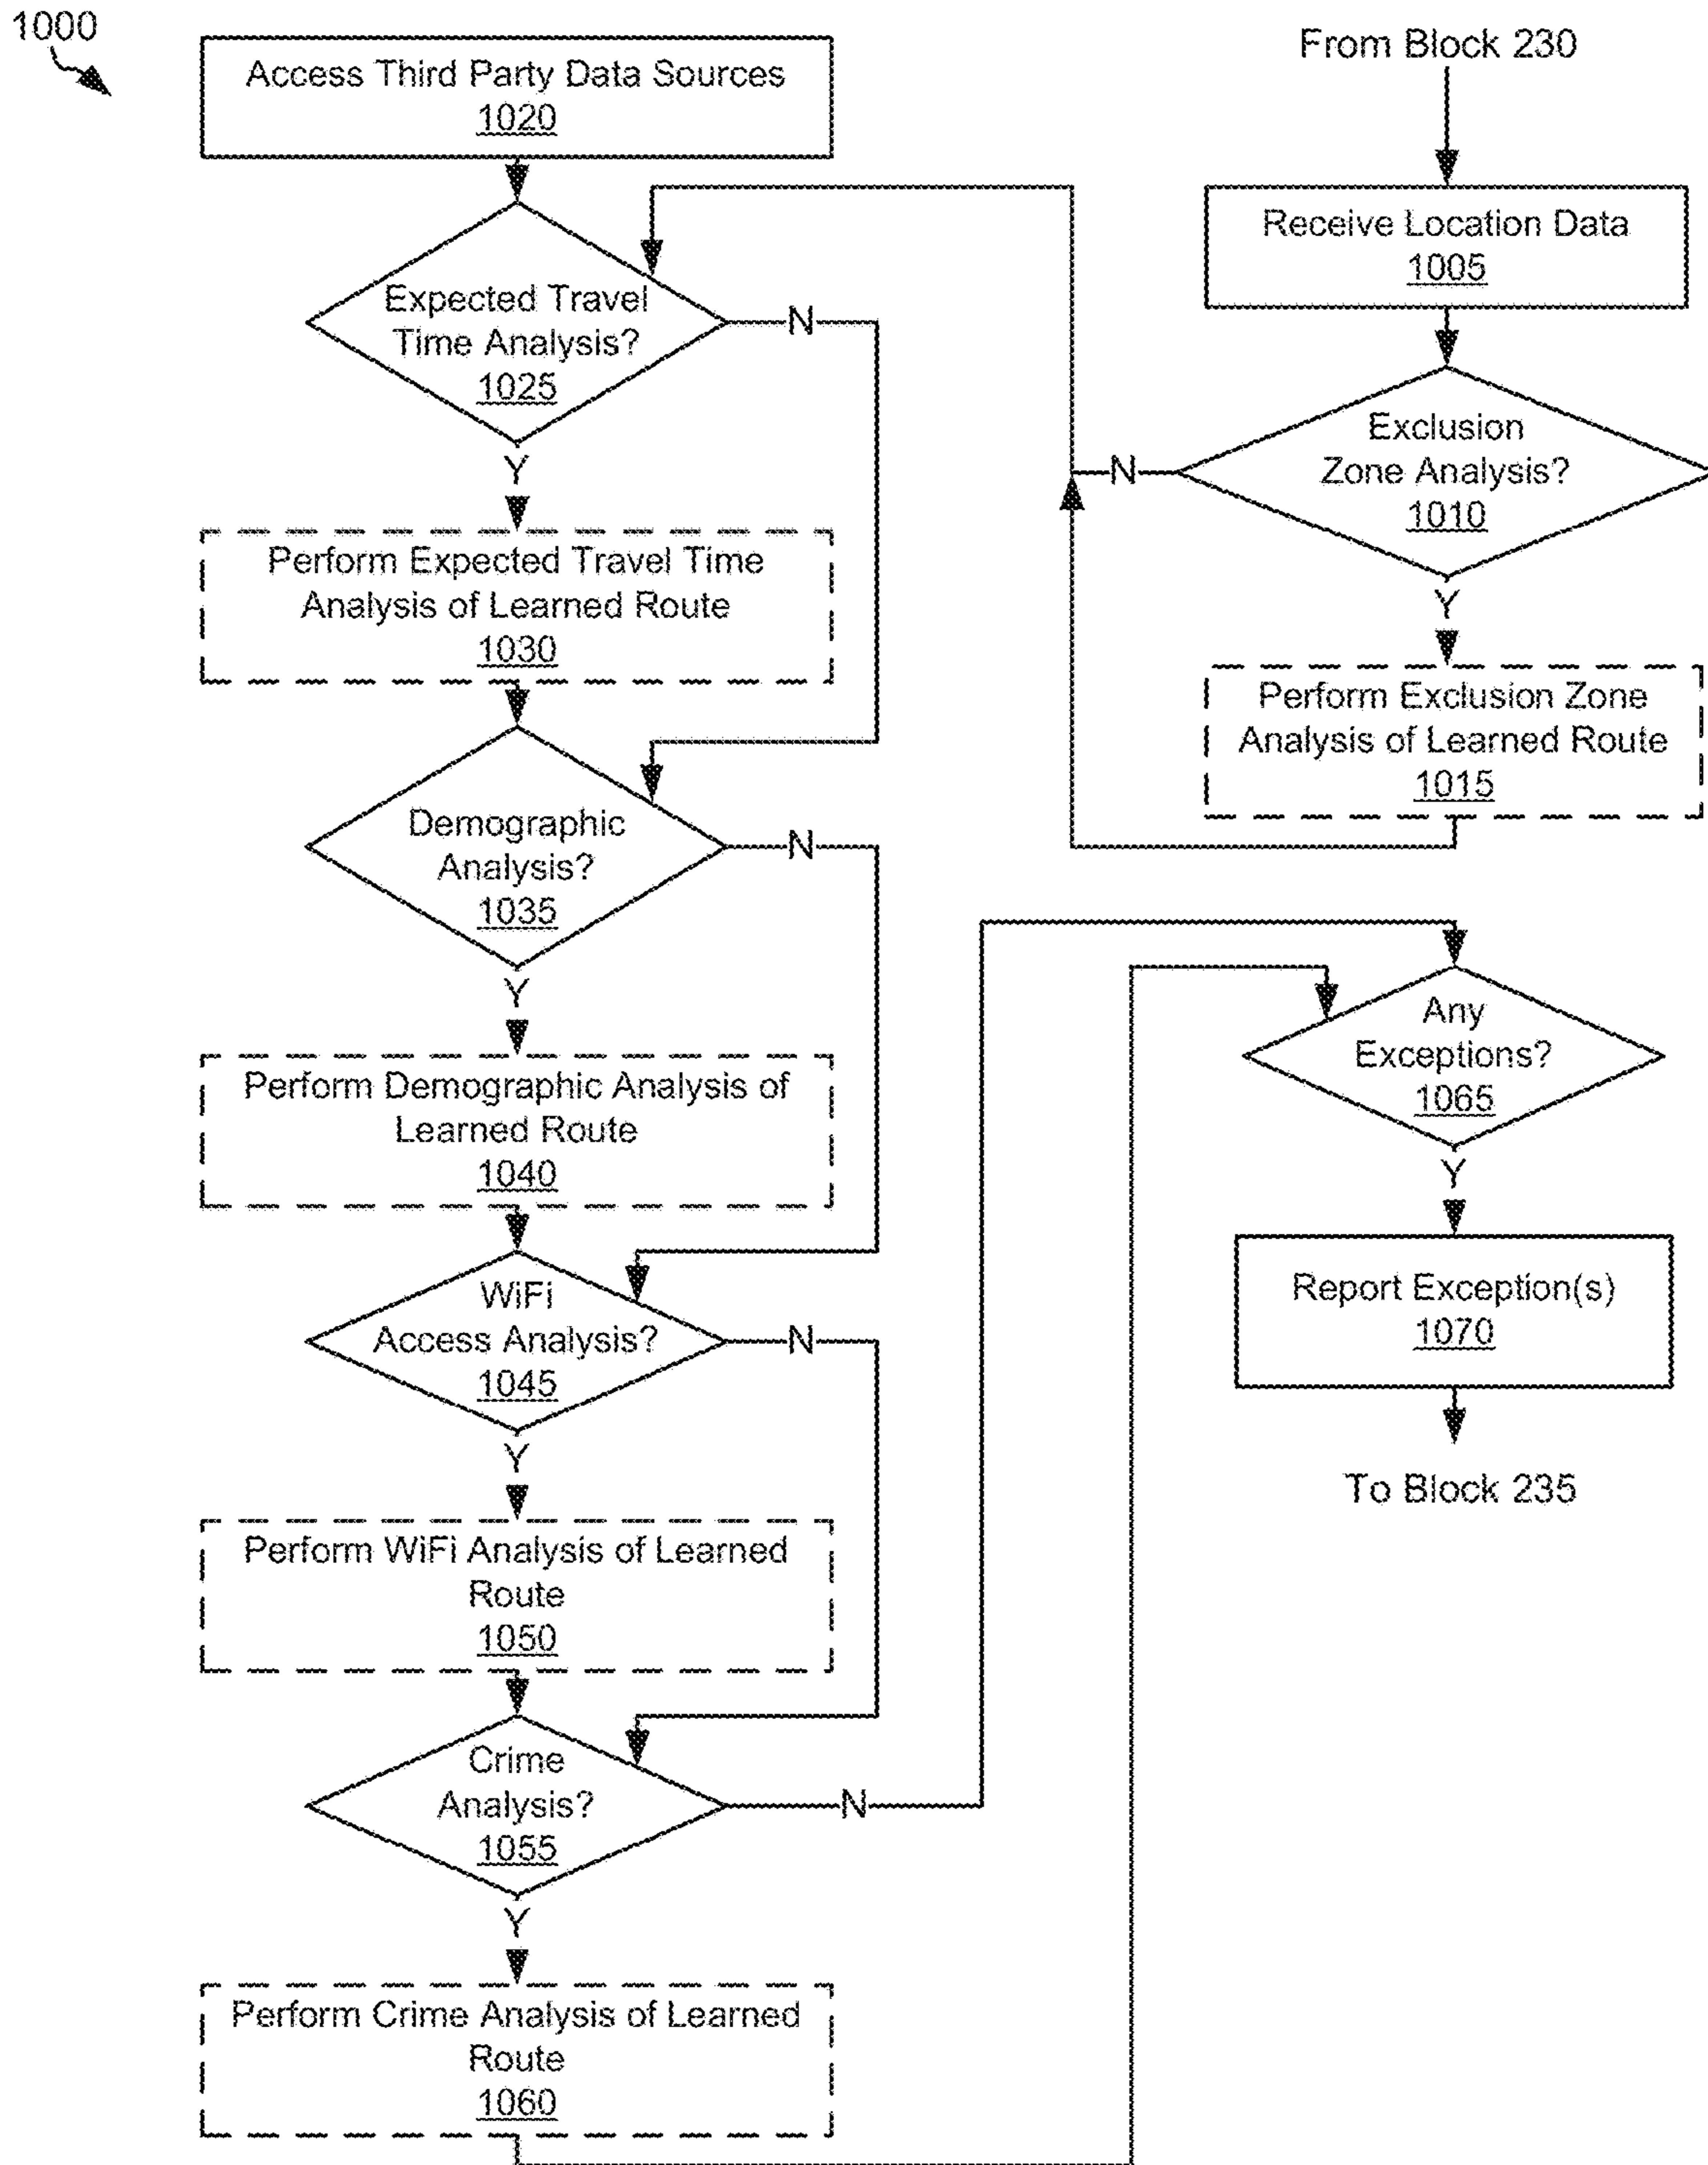 1000
Access Third Party Data Sources
1020
Expected Travel
Time Analysis?
1025
N
Y
Perform Expected Travel Time
Analysis of Learned Route
1030
Demographic
Analysis?
1035
N
Y
Perform Demographic Analysis of
Learned Route
1040
WiFi
Access Analysis?
1045
N
Y
Perform WiFi Analysis of Learned
Route
1050
Crime
Analysis?
1055
N
Y
Perform Crime Analysis of Learned
Route
1060
From Block 230
Receive Location Data
1005
Exclusion
Zone Analysis?
1010
N
Y
Perform Exclusion Zone
Analysis of Learned Route
1015
Any
Exceptions?
1065
Y
Report Exception(s)
1070
To Block 235